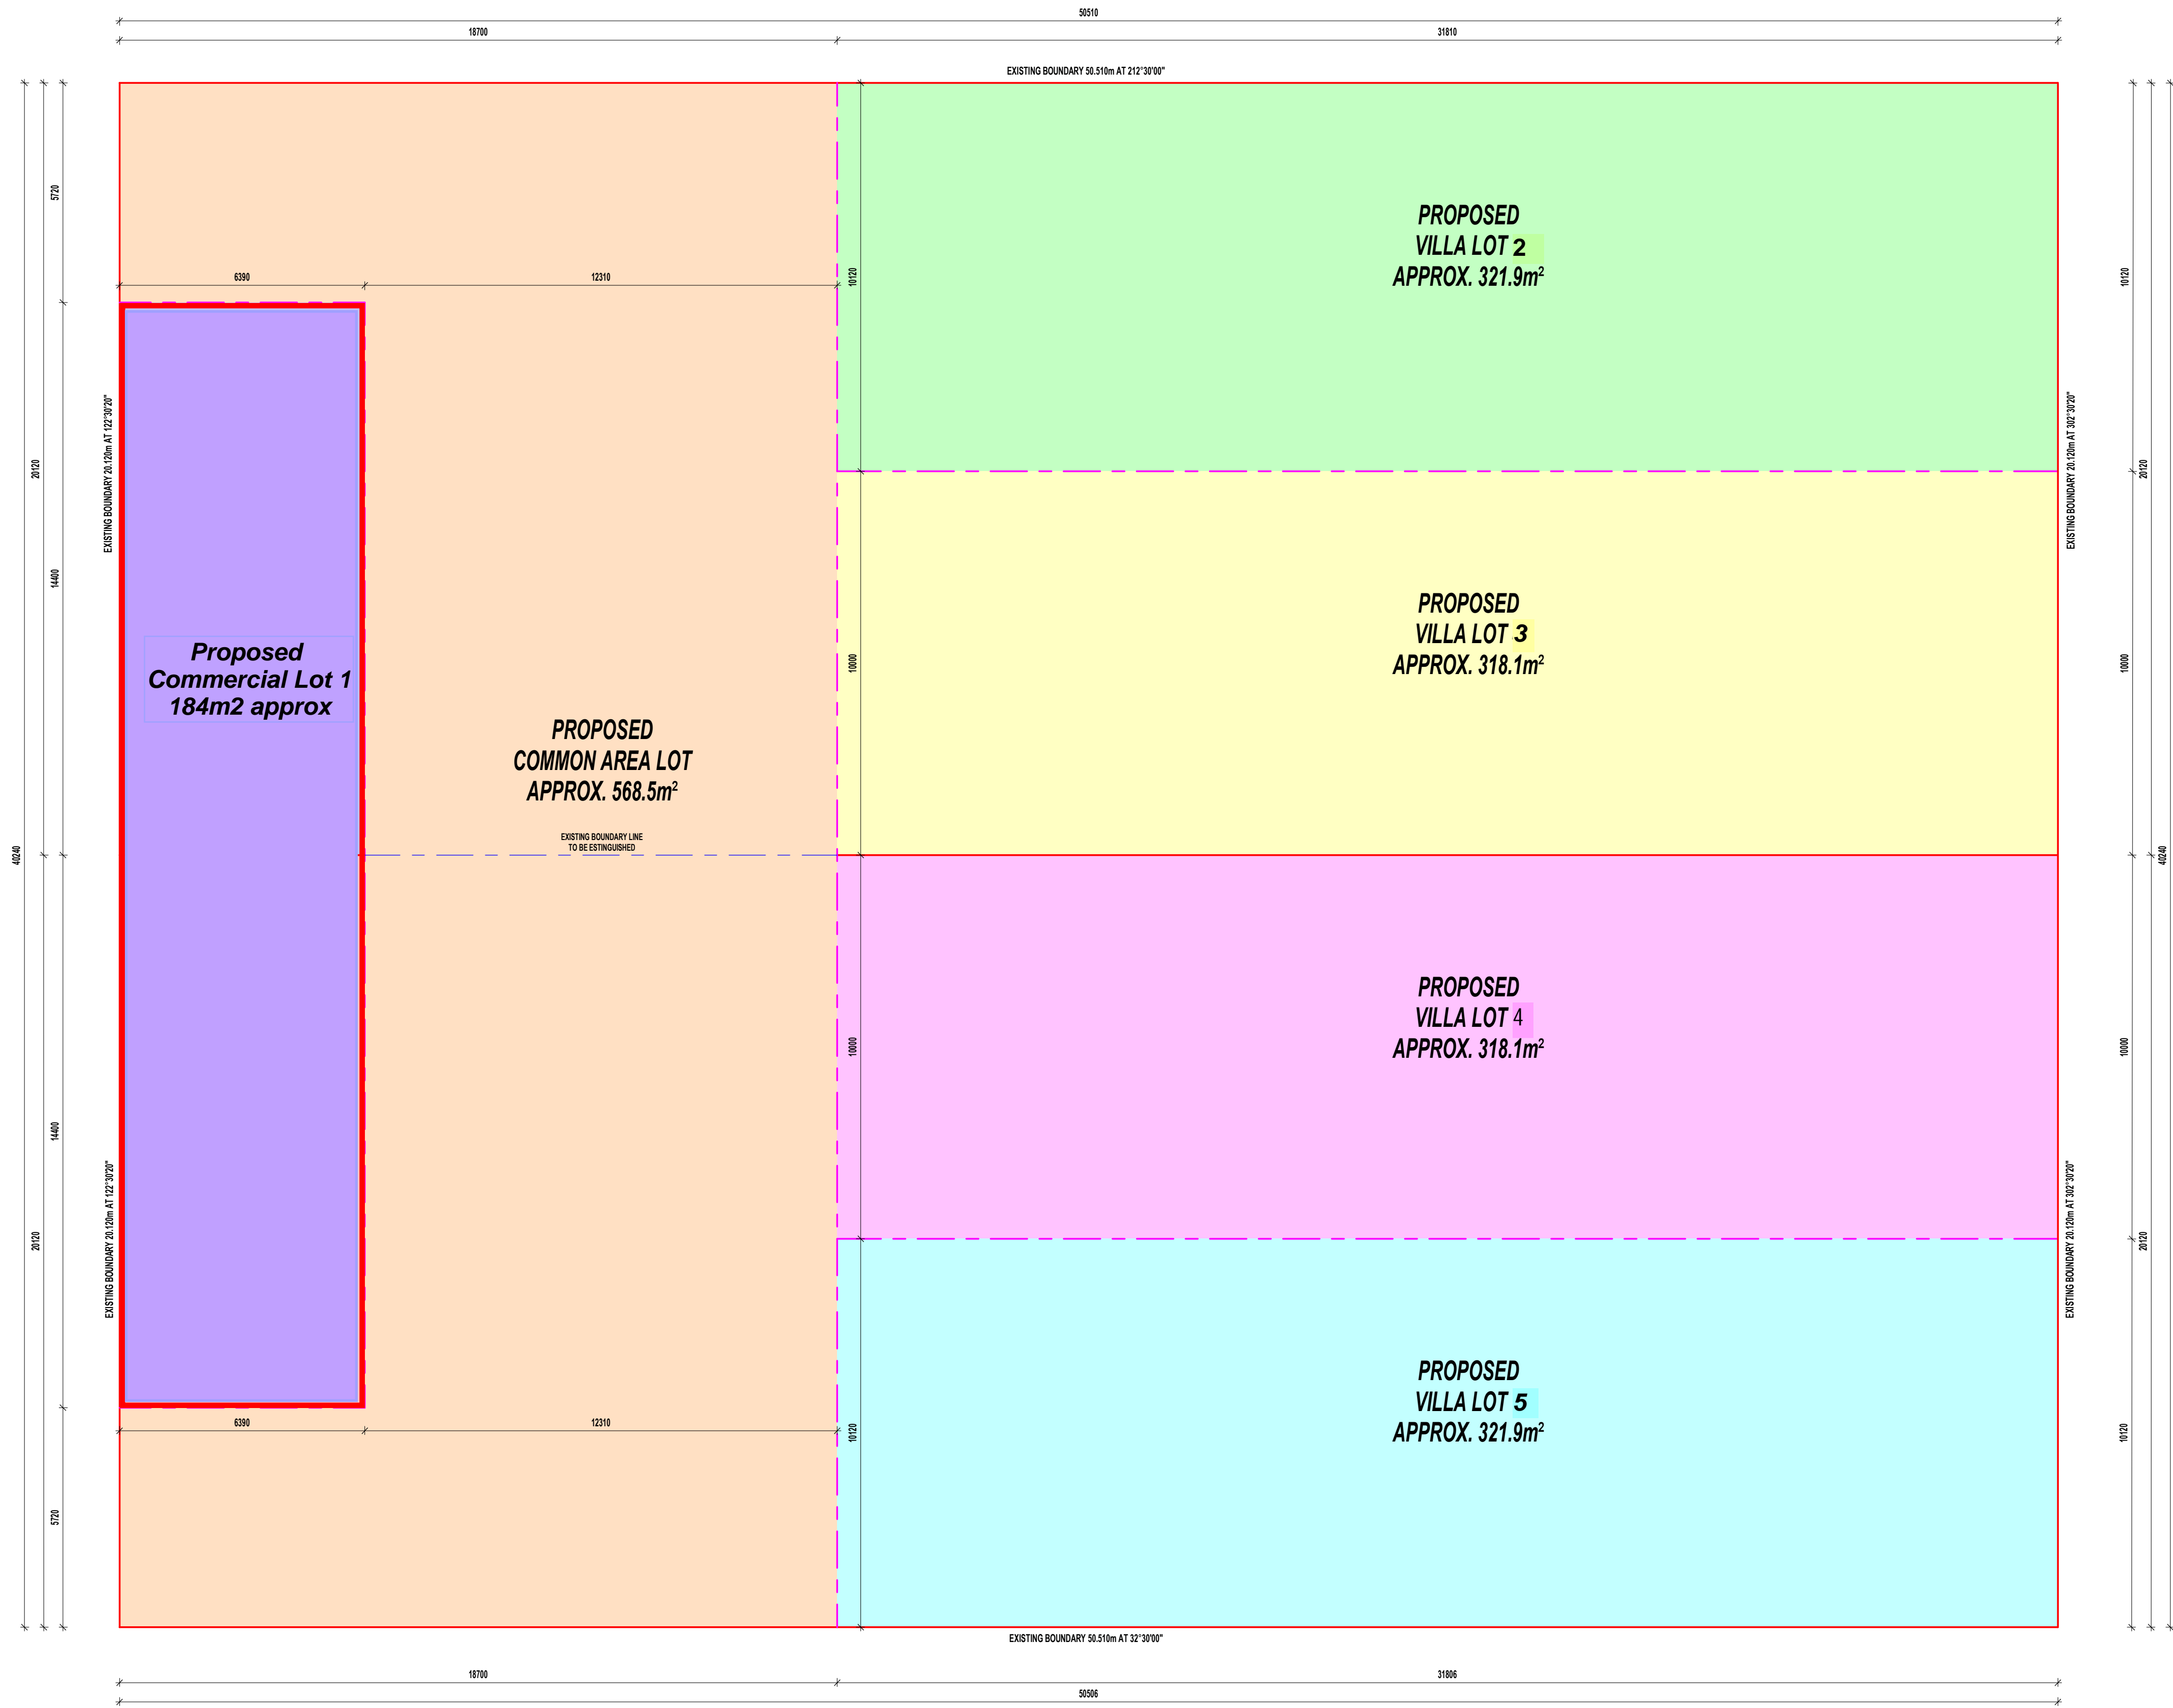 50510
18700
31810
EXISTING BOUNDARY 50.510m AT 212°30'00"
5720
20120
14400
40240
14400
20120
5720
EXISTING BOUNDARY 20.120m AT 122°30'20"
EXISTING BOUNDARY 20.120m AT 122°30'20"
6390
12310
Proposed
Commercial Lot 1
184m2 approx
PROPOSED
COMMON AREA LOT
APPROX. 568.5m²
EXISTING BOUNDARY LINE
TO BE ESTINGUISHED
6390
12310
10120
10000
10000
10120
PROPOSED
VILLA LOT 2
APPROX. 321.9m²
PROPOSED
VILLA LOT 3
APPROX. 318.1m²
PROPOSED
VILLA LOT 4
APPROX. 318.1m²
PROPOSED
VILLA LOT 5
APPROX. 321.9m²
EXISTING BOUNDARY 20.120m AT 302°30'20"
EXISTING BOUNDARY 20.120m AT 302°30'20"
10120
20120
10000
40240
10000
20120
10120
EXISTING BOUNDARY 50.510m AT 32°30'00"
18700
31806
50506